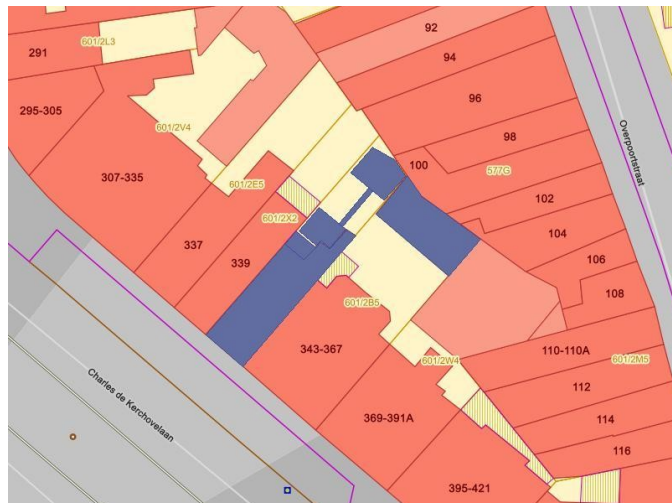 291
601/2L3
92
94
96
98
100
577G
102
104
106
108
110-110A
601/2M5
112
114
116
295-305
307-335
601/2V4
601/2E5
601/2X2
337
339
601/2B5
343-367
601/2W4
369-391A
395-421
Overpoortstraat
Charles de Kerchovelaan